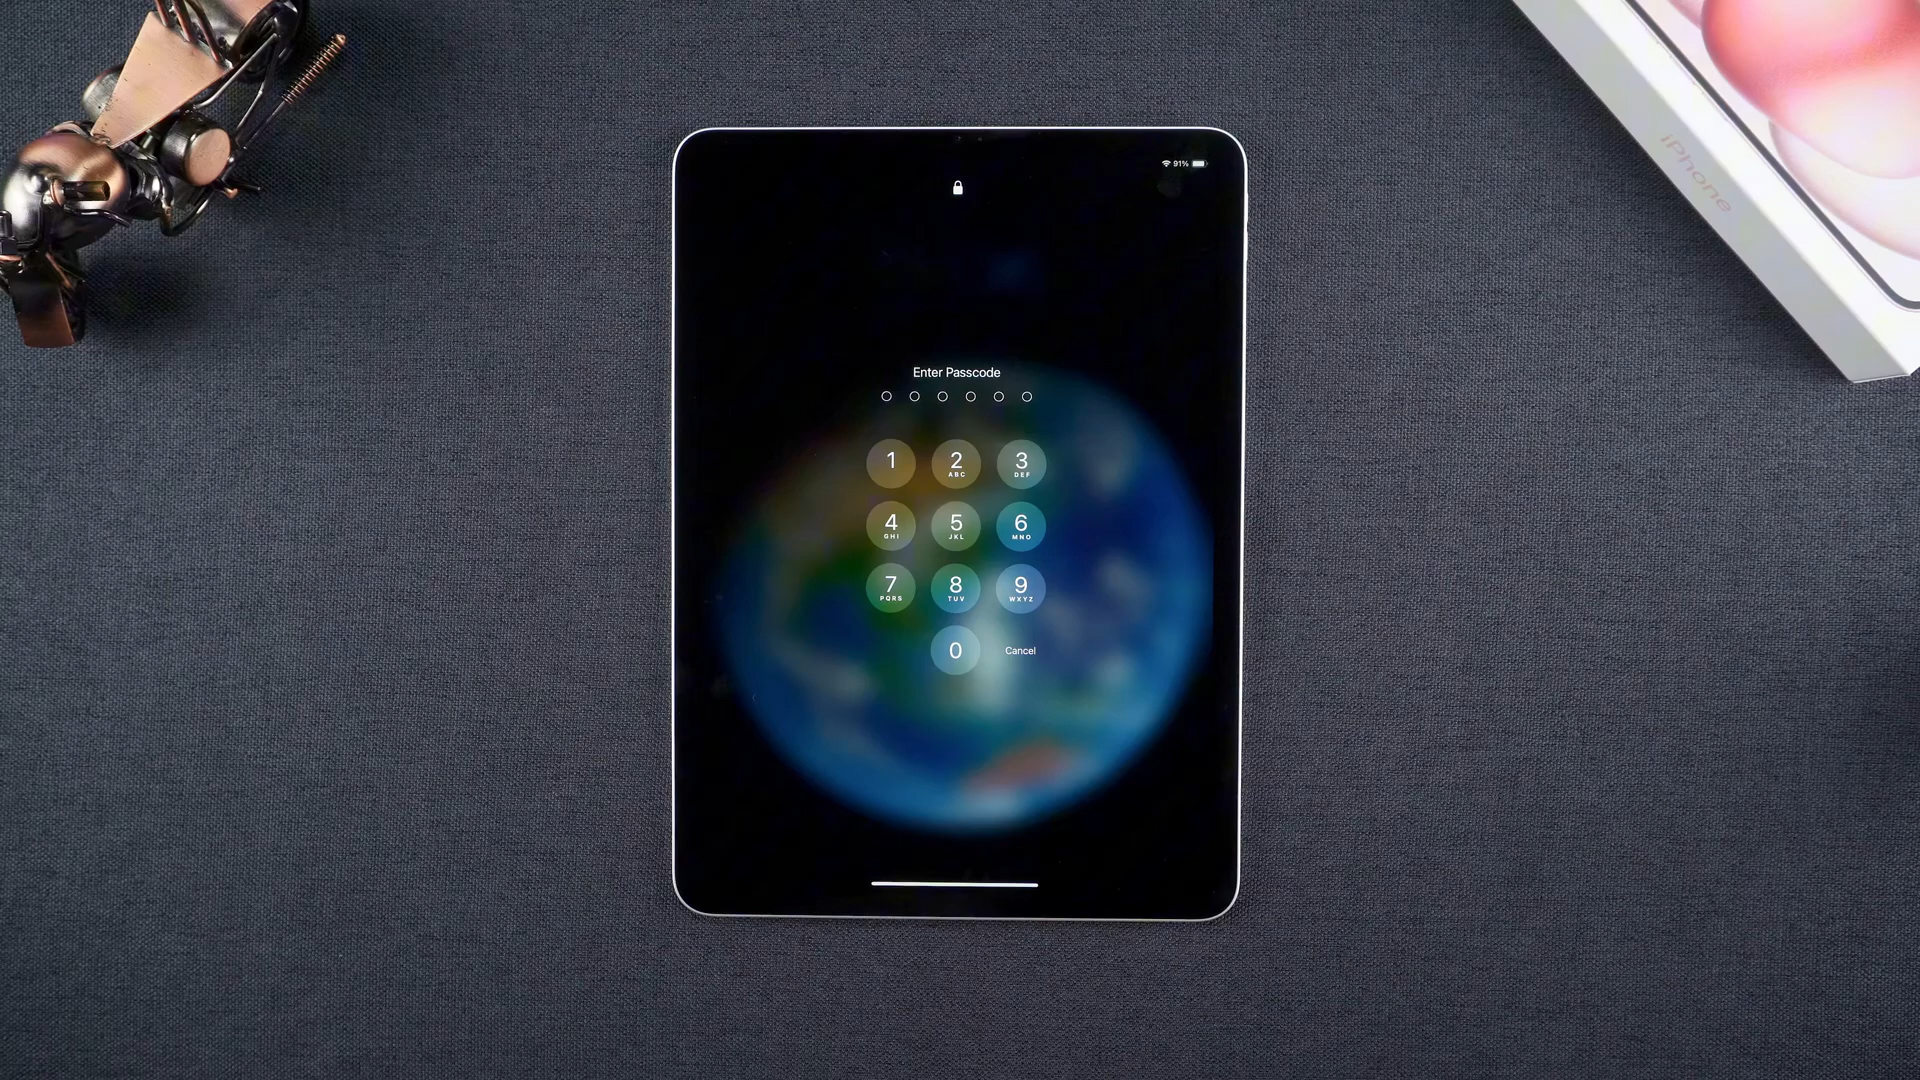 91%
iPhone
Enter Passcode
1
2
ABC
3
DEF
4
GHI
5
JKL
6
MNO
7
PQRS
8
TUV
9
WXYZ
0
Cancel